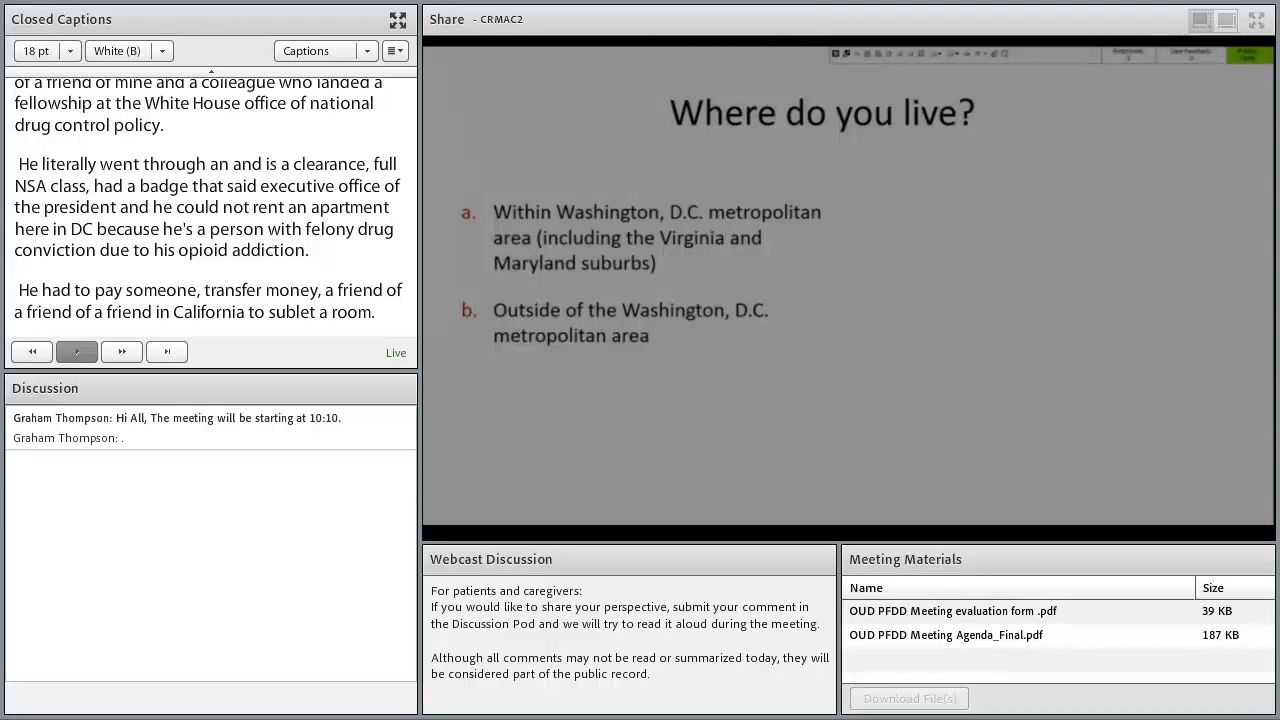 Closed Captions
18 pt
White (B)
Captions
of a friend of mine and a colleague who landed a
fellowship at the White House office of national
drug control policy.
He literally went through an and is a clearance, full
NSA class, had a badge that said executive office of
the president and he could not rent an apartment
here in DC because he's a person with felony drug
conviction due to his opioid addiction.
He had to pay someone, transfer money, a friend of
a friend of a friend in California to sublet a room.
Live
Discussion
Graham Thompson: Hi All, The meeting will be starting at 10:10.
Graham Thompson: .
Share - CRMAC2
Where do you live?
a. Within Washington, D.C. metropolitan
area (including the Virginia and
Maryland suburbs)
b. Outside of the Washington, D.C.
metropolitan area
Webcast Discussion
For patients and caregivers:
If you would like to share your perspective, submit your comment in
the Discussion Pod and we will try to read it aloud during the meeting.
Although all comments may not be read or summarized today, they will
be considered part of the public record.
Meeting Materials
Name Size
OUD PFDD Meeting evaluation form .pdf 39 KB
OUD PFDD Meeting Agenda_Final.pdf 187 KB
Download File(s)